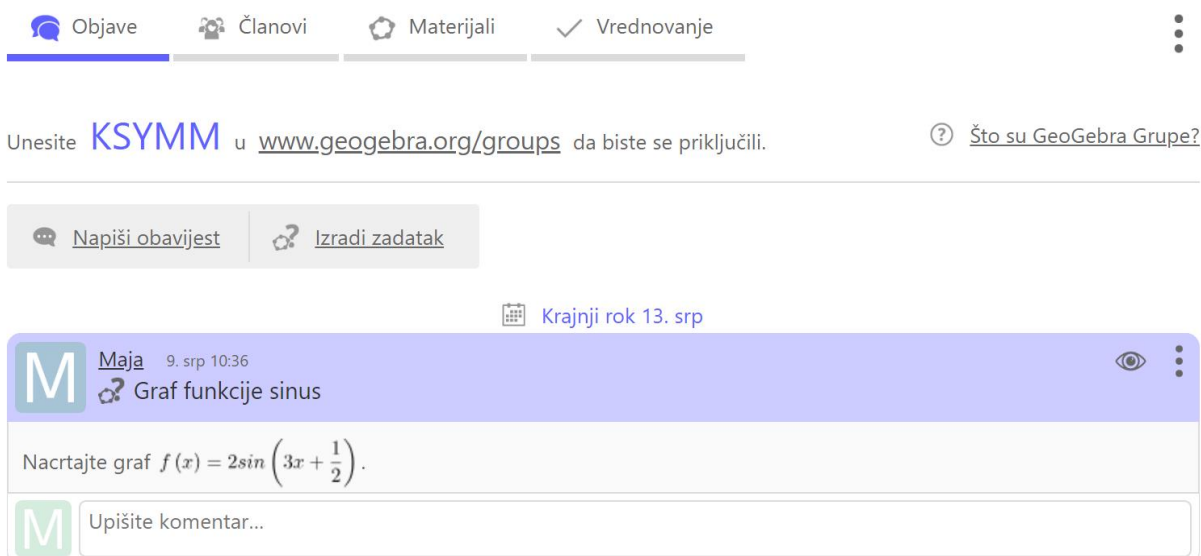 Objave Članovi Materijali Vrednovanje
Unesite KSYMM u www.geogebra.org/groups da biste se priključili. ? Što su GeoGebra Grupe?
Napiši obavijest Izradi zadatak
Krajnji rok 13. srp
M Maja 9. srp 10:36
Graf funkcije sinus
Nacrtajte graf f (x) = 2sin (3x + 1/2) .
M Upišite komentar...